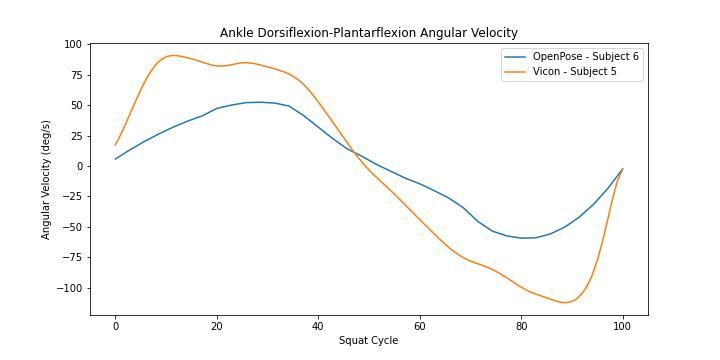 Ankle Dorsiflexion-Plantarflexion Angular Velocity
OpenPose - Subject 6
Vicon - Subject 5
Angular Velocity (deg/s)
100
75
50
25
0
−25
−50
−75
−100
0 20 40 60 80 100
Squat Cycle